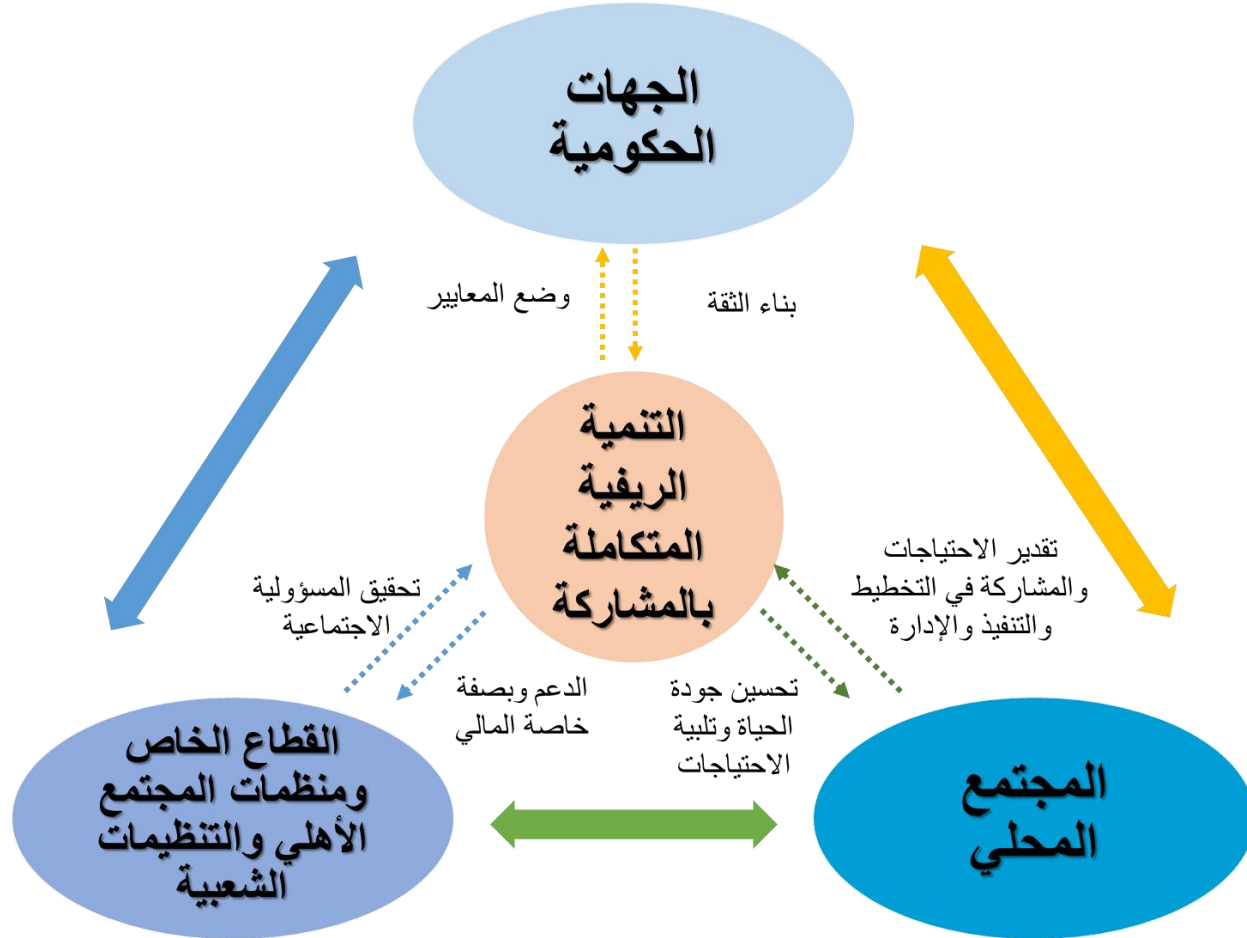 الجهات
الحكومية
بناء الثقة
وضع المعايير
التنمية
الريفية
المتكاملة
بالمشاركة
تقدير الاحتياجات
والمشاركة في التخطيط
والتنفيذ والإدارة
تحقيق المسؤولية
الاجتماعية
تحسين جودة
الحياة وتلبية
الاحتياجات
الدعم وبصفة
خاصة المالي
المجتمع
المحلي
القطاع الخاص
ومنظمات المجتمع
الأهلي والتنظيمات
الشعبية